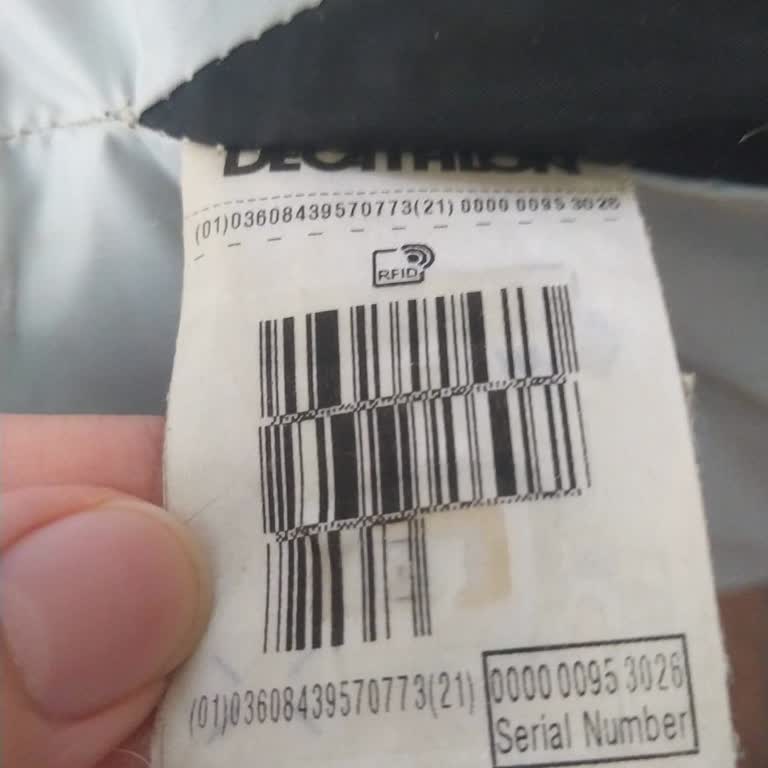 DECATHLON
(01)03608439570773(21) 0000 0095 3026
RFID
(01)03608439570773(21)
0000 0095 3026
Serial Number